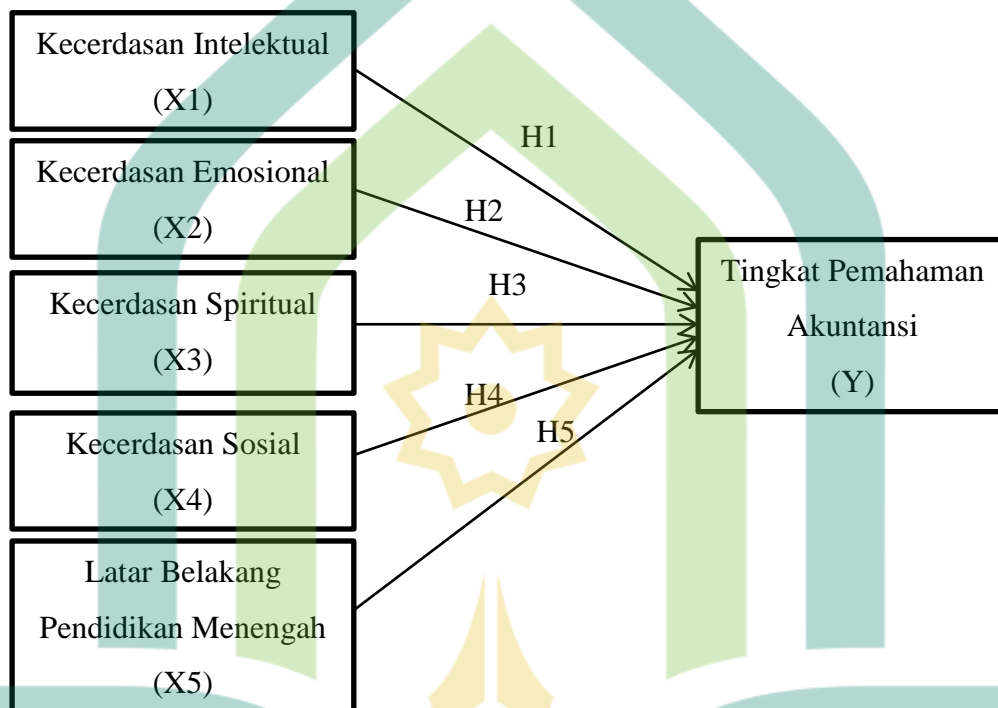 Kecerdasan Intelektual
(X1)
Kecerdasan Emosional
(X2)
Kecerdasan Spiritual
(X3)
Kecerdasan Sosial
(X4)
Latar Belakang
Pendidikan Menengah
(X5)
H1
H2
H3
H4
H5
Tingkat Pemahaman
Akuntansi
(Y)